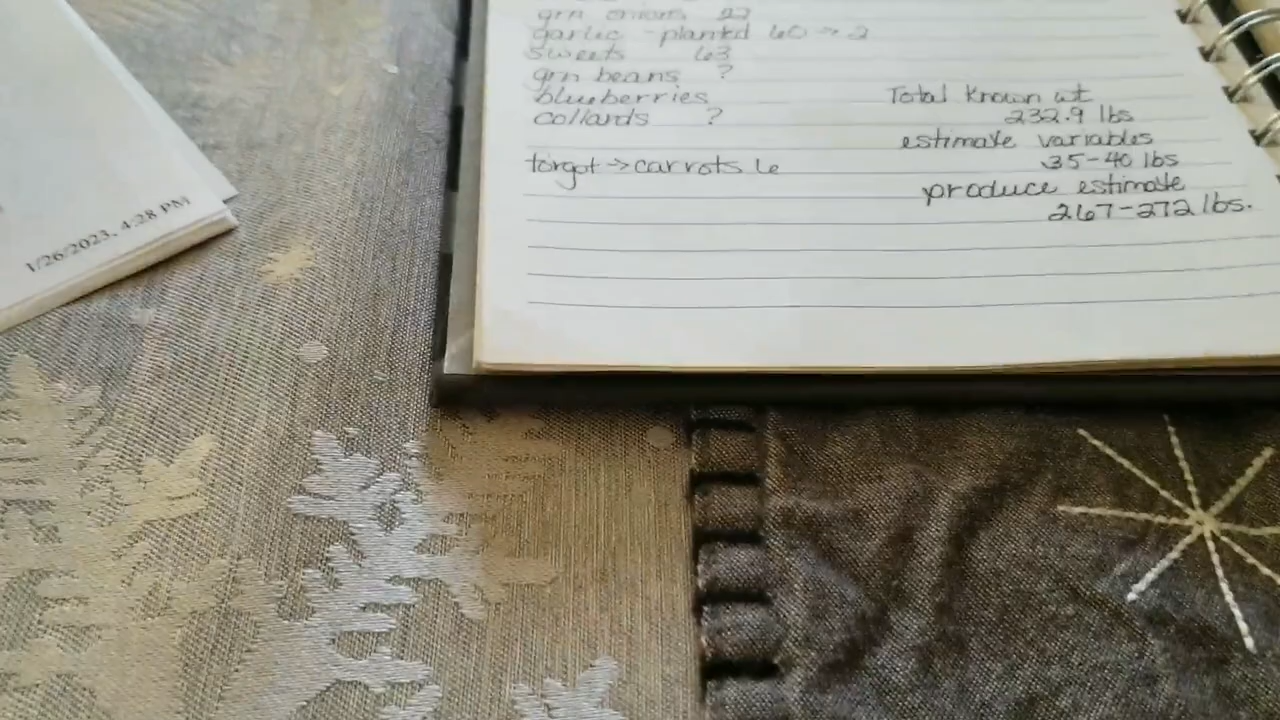 1/26/2023, 4:28 PM
grn onions 22
garlic - planted 60 → 2
sweets 63
grn beans ?
blueberries
collards ?
forgot → carrots 6
Total Known wt
232.9 lbs
estimate variables
35-40 lbs
produce estimate
267-272 lbs.